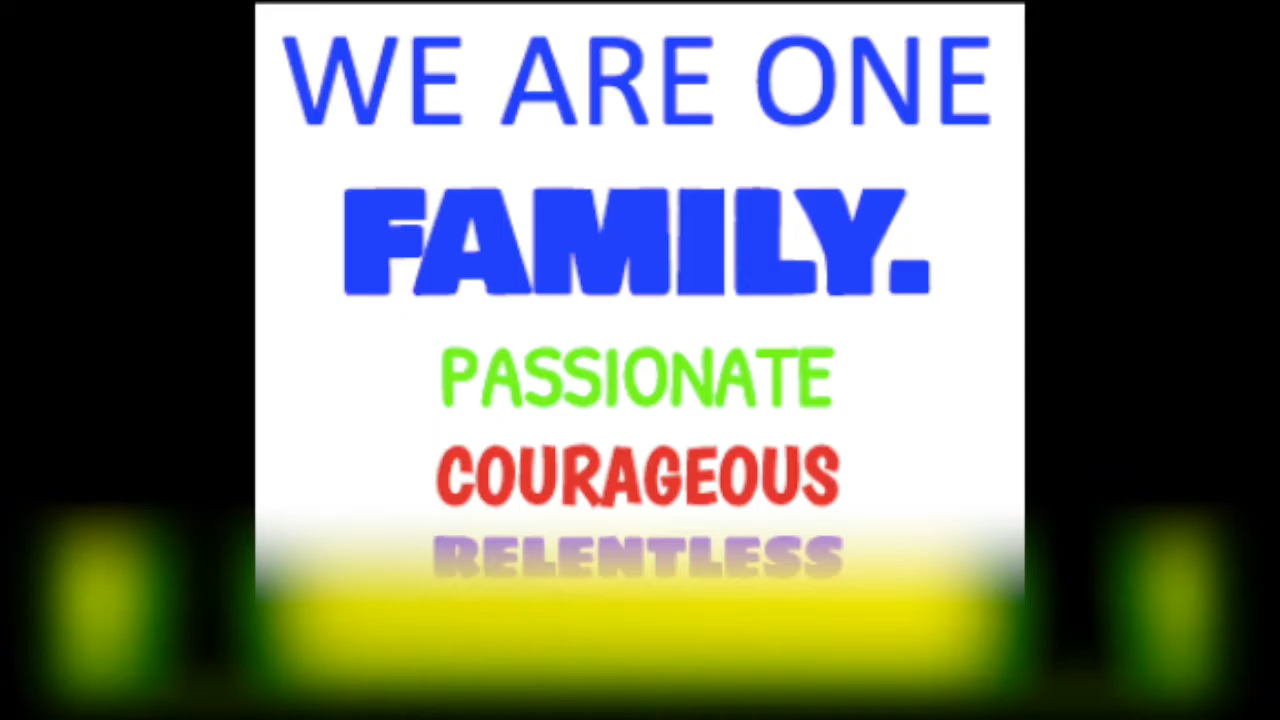 WE ARE ONE
FAMILY.
PASSIONATE
COURAGEOUS
RELENTLESS